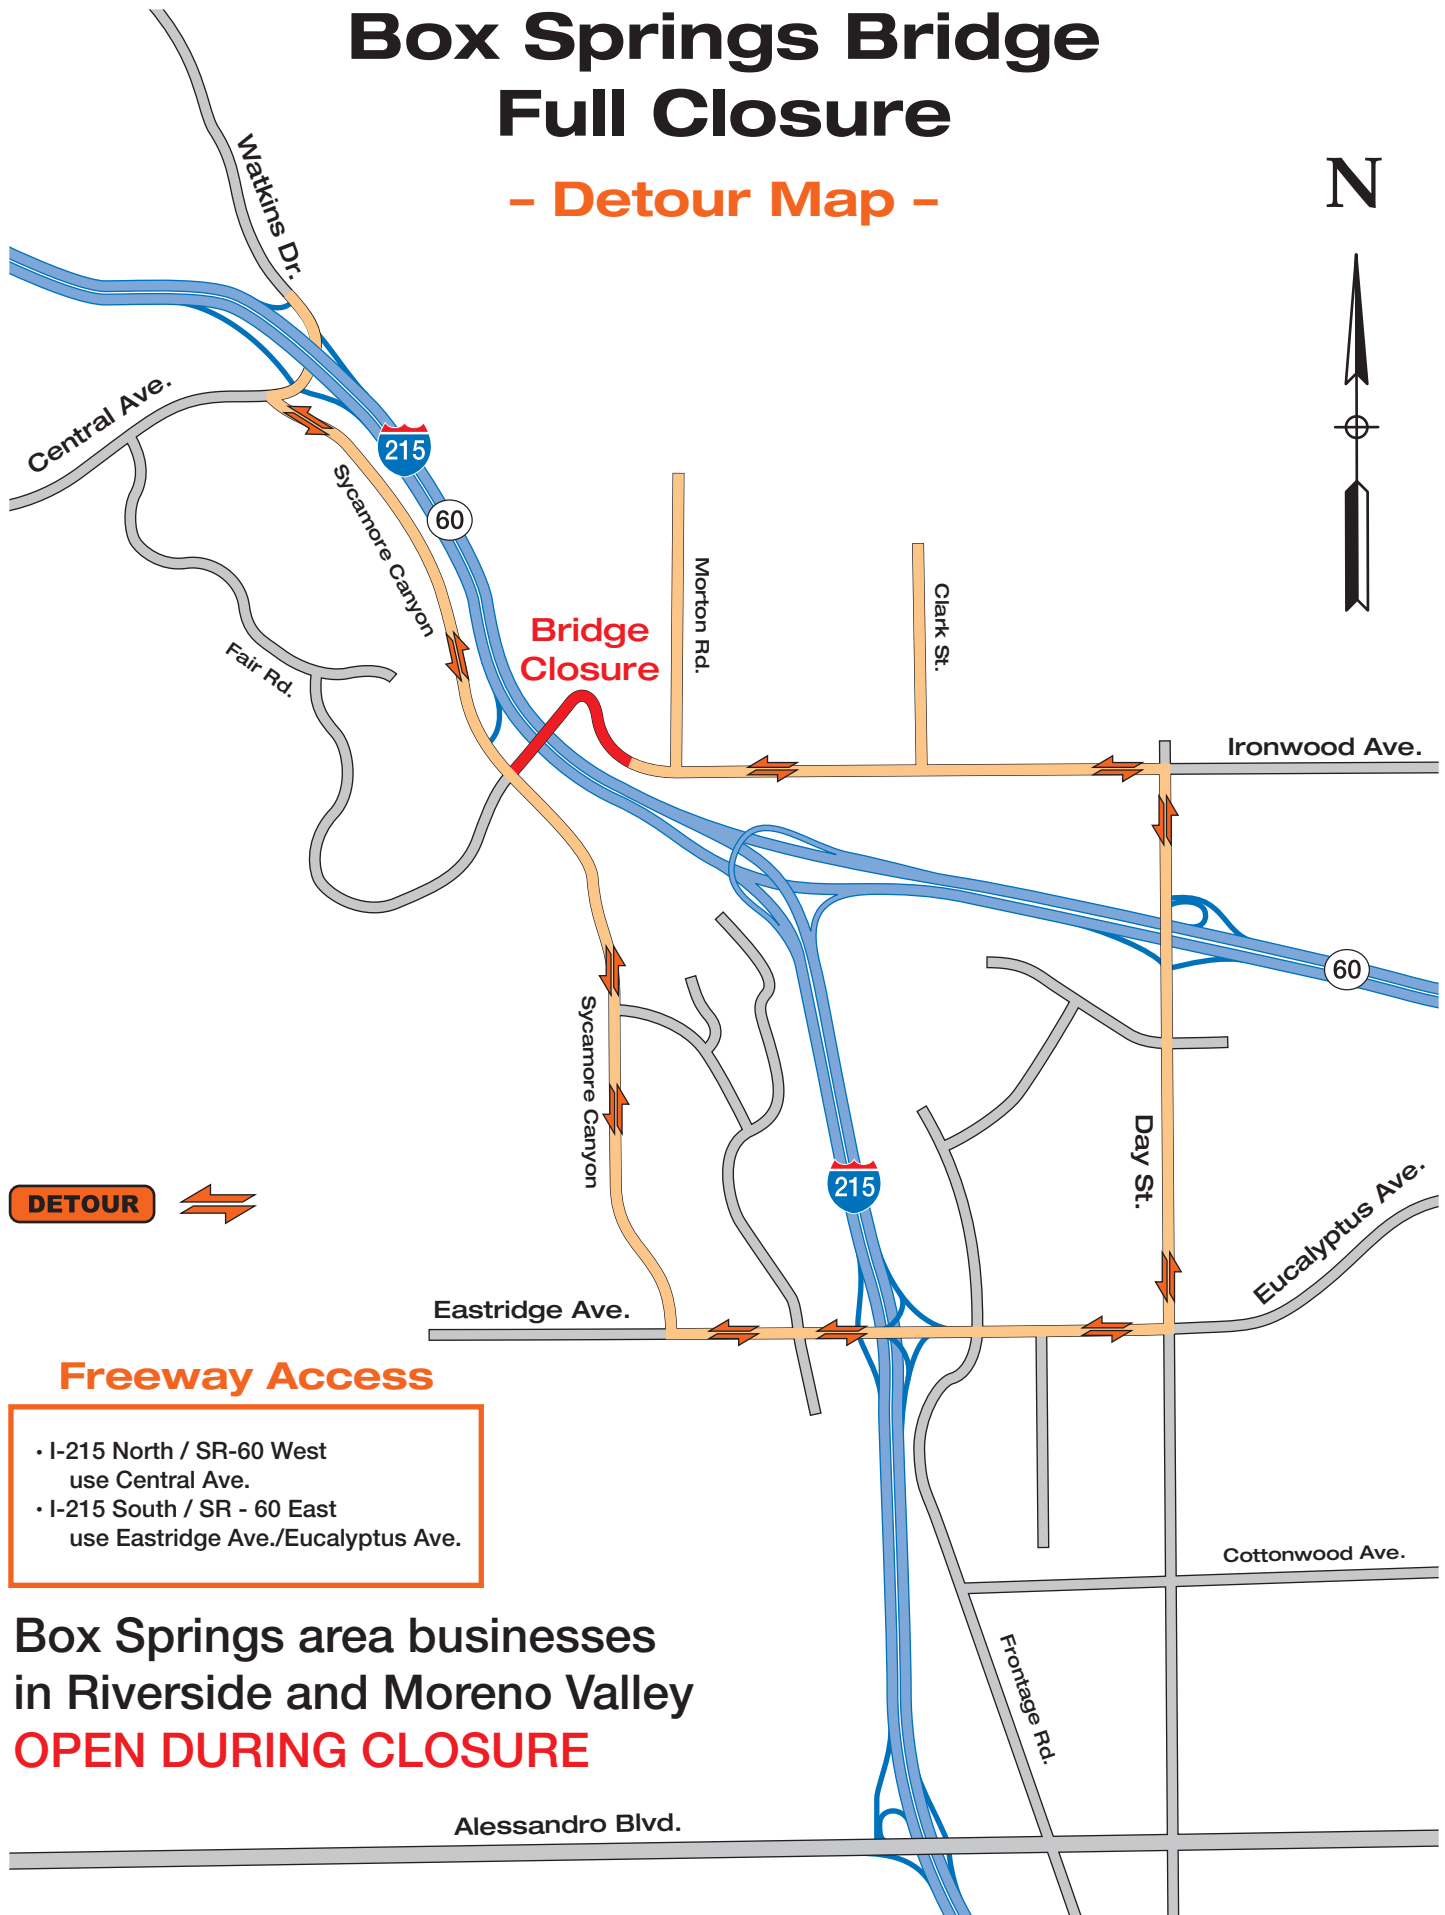 Box Springs Bridge
Full Closure
– Detour Map –
N
Watkins Dr.
Central Ave.
215
60
Sycamore Canyon
Fair Rd.
Bridge
Closure
Morton Rd.
Clark St.
Ironwood Ave.
60
Sycamore Canyon
215
Day St.
Eucalyptus Ave.
DETOUR
Eastridge Ave.
Freeway Access
· I-215 North / SR-60 West
use Central Ave.
· I-215 South / SR - 60 East
use Eastridge Ave./Eucalyptus Ave.
Cottonwood Ave.
Frontage Rd.
Box Springs area businesses
in Riverside and Moreno Valley
OPEN DURING CLOSURE
Alessandro Blvd.